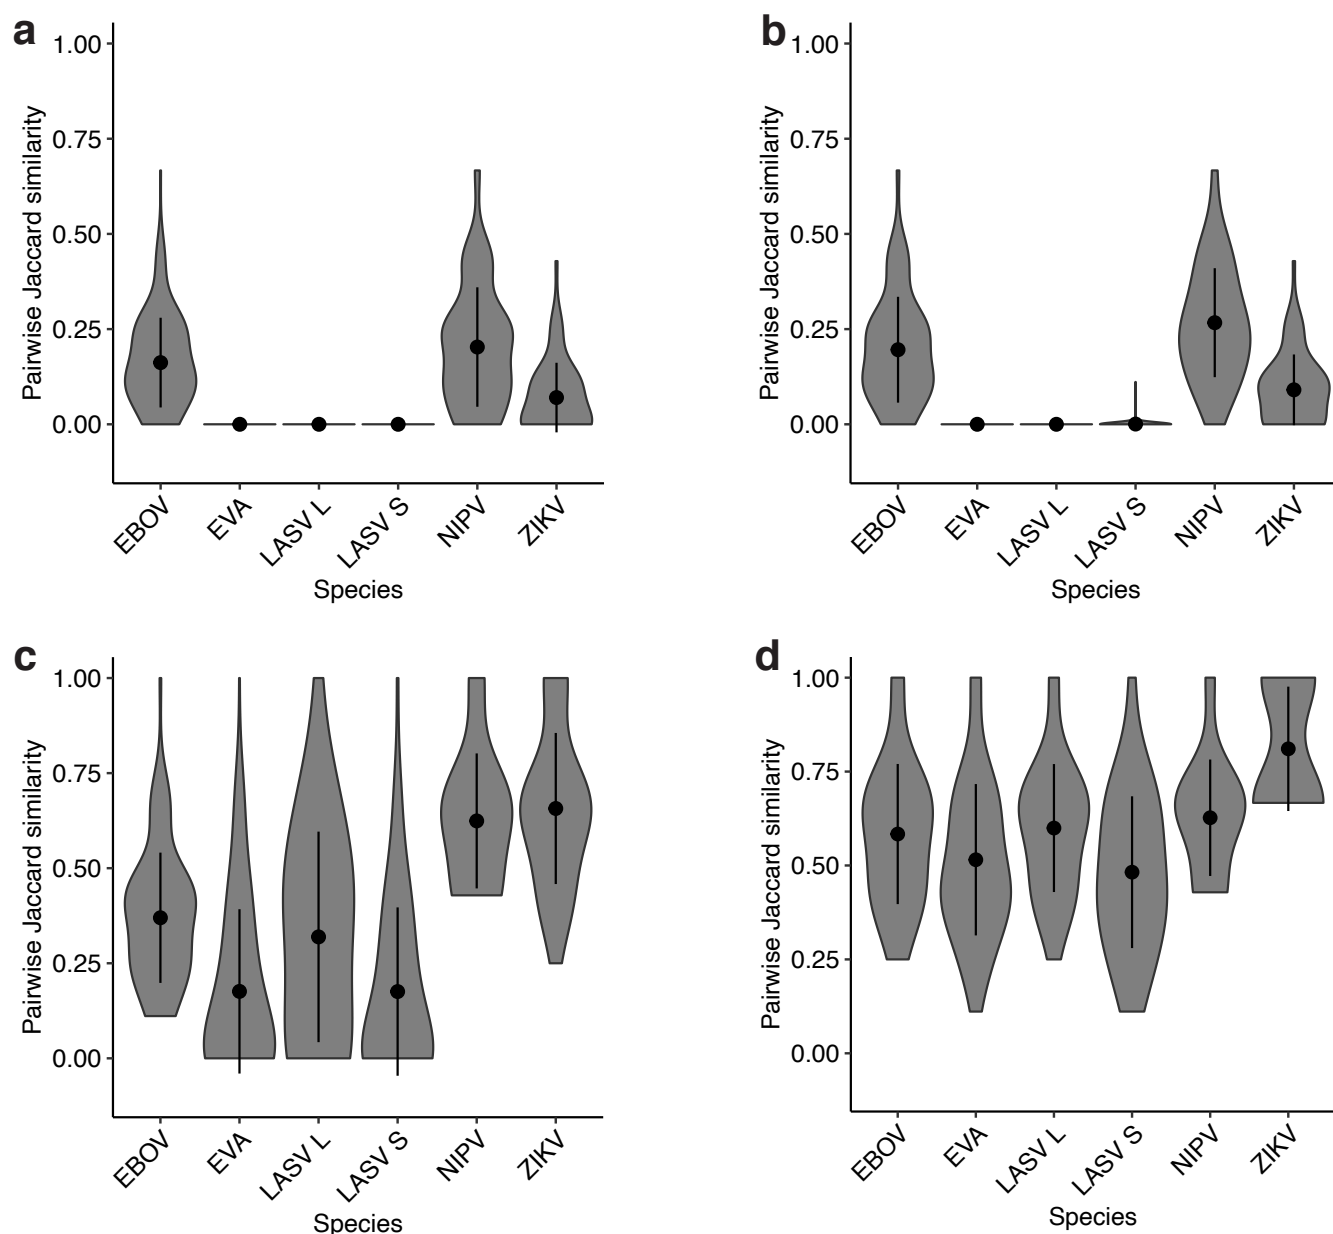 a
Pairwise Jaccard similarity
1.00
0.75
0.50
0.25
0.00
EBOV
EVA
LASV L
LASV S
NIPV
ZIKV
Species
b
Pairwise Jaccard similarity
1.00
0.75
0.50
0.25
0.00
EBOV
EVA
LASV L
LASV S
NIPV
ZIKV
Species
c
Pairwise Jaccard similarity
1.00
0.75
0.50
0.25
0.00
EBOV
EVA
LASV L
LASV S
NIPV
ZIKV
Species
d
Pairwise Jaccard similarity
1.00
0.75
0.50
0.25
0.00
EBOV
EVA
LASV L
LASV S
NIPV
ZIKV
Species